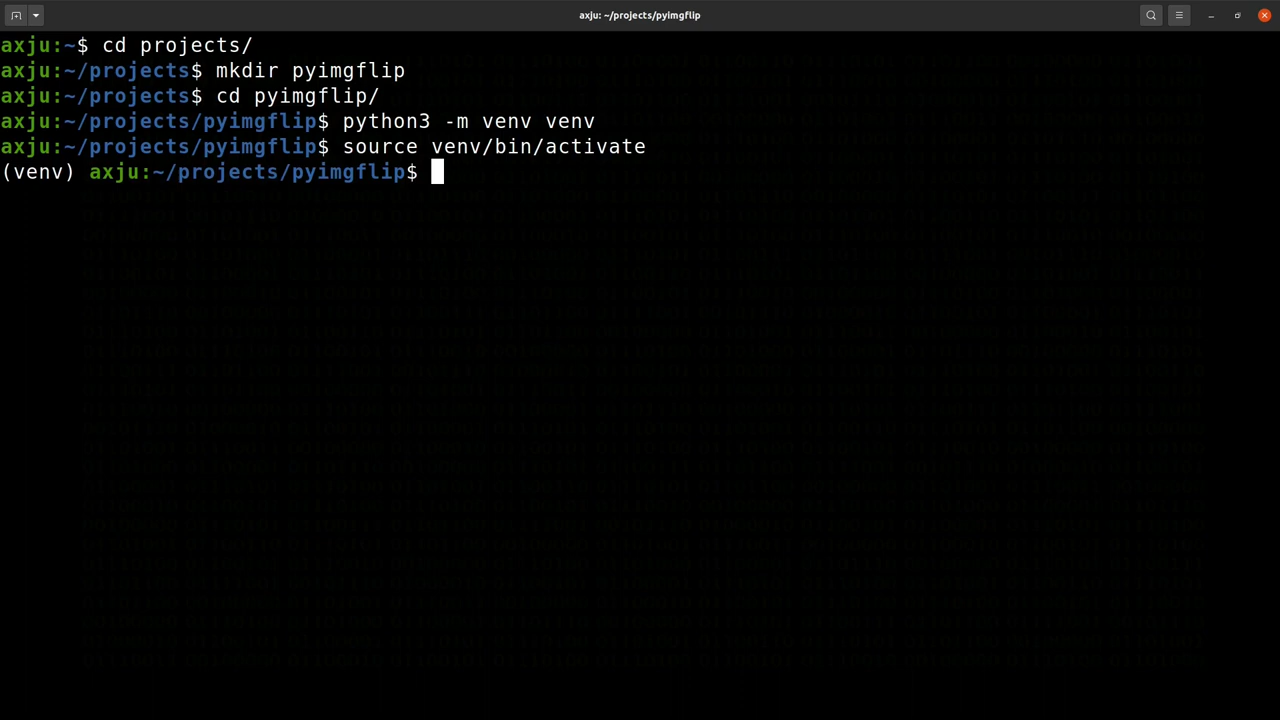 axju: ~/projects/pyimgflip
axju:~$ cd projects/
axju:~/projects$ mkdir pyimgflip
axju:~/projects$ cd pyimgflip/
axju:~/projects/pyimgflip$ python3 -m venv venv
axju:~/projects/pyimgflip$ source venv/bin/activate
(venv) axju:~/projects/pyimgflip$